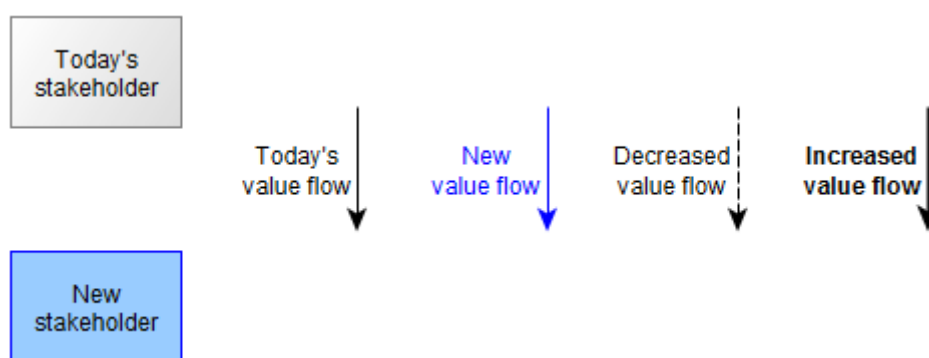 Today's
stakeholder
Today's
value flow
New
value flow
Decreased
value flow
Increased
value flow
New
stakeholder